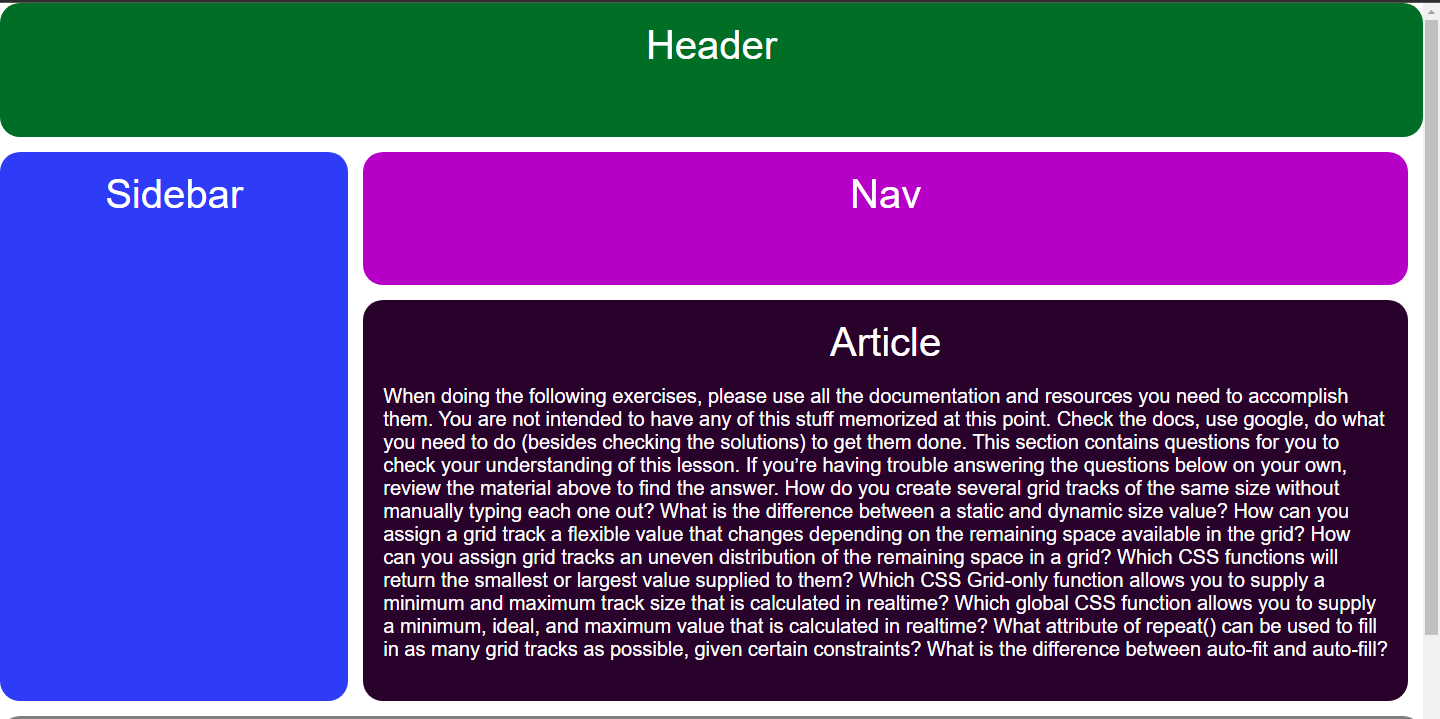 Header
Sidebar
Nav
Article
When doing the following exercises, please use all the documentation and resources you need to accomplish
them. You are not intended to have any of this stuff memorized at this point. Check the docs, use google, do what
you need to do (besides checking the solutions) to get them done. This section contains questions for you to
check your understanding of this lesson. If you’re having trouble answering the questions below on your own,
review the material above to find the answer. How do you create several grid tracks of the same size without
manually typing each one out? What is the difference between a static and dynamic size value? How can you
assign a grid track a flexible value that changes depending on the remaining space available in the grid? How
can you assign grid tracks an uneven distribution of the remaining space in a grid? Which CSS functions will
return the smallest or largest value supplied to them? Which CSS Grid-only function allows you to supply a
minimum and maximum track size that is calculated in realtime? Which global CSS function allows you to supply
a minimum, ideal, and maximum value that is calculated in realtime? What attribute of repeat() can be used to fill
in as many grid tracks as possible, given certain constraints? What is the difference between auto-fit and auto-fill?